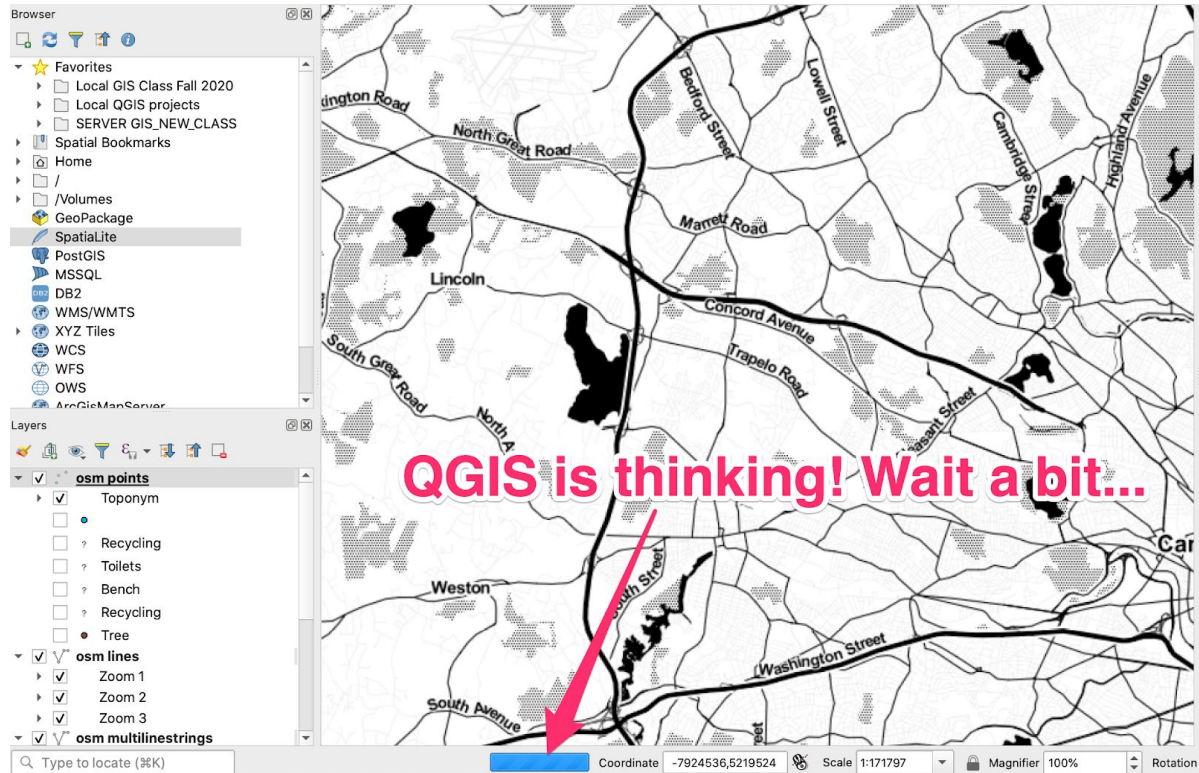 Browser
Favorites
Local GIS Class Fall 2020
Local QGIS projects
SERVER GIS_NEW_CLASS
Spatial Bookmarks
Home
/
/Volumes
GeoPackage
SpatiaLite
PostGIS
MSSQL
DB2
DB2
WMS/WMTS
XYZ Tiles
WCS
WFS
OWS
Layers
osm points
Toponym
Recycling
Toilets
Bench
? Recycling
Tree
osm lines
Zoom 1
Zoom 2
Zoom 3
osm multilinestrings
Type to locate (⌘K)
Bedford Street
Lowell Street
Highland Avenue
Cambridge Street
kington Road
North Great Road
Marrett Road
Lincoln
Concord Avenue
South Great Road
Trapelo Road
North A
easant Street
QGIS is thinking! Wait a bit...
Car
outh Street
Weston
Washington Street
South Avenue
eet
Coordinate -7924536,5219524 Scale 1:171797 Magnifier 100% Rotation